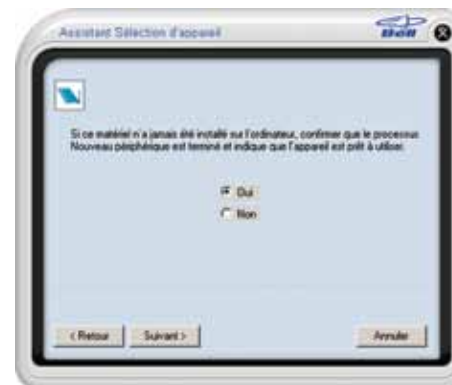 Assistant Sélection d'appareil
Bell
Si ce matériel n'a jamais été installé sur l'ordinateur, confirmer que le processus
Nouveau périphérique est terminé et indique que l'appareil est prêt à utiliser.
Oui
Non
< Retour
Suivant >
Annuler